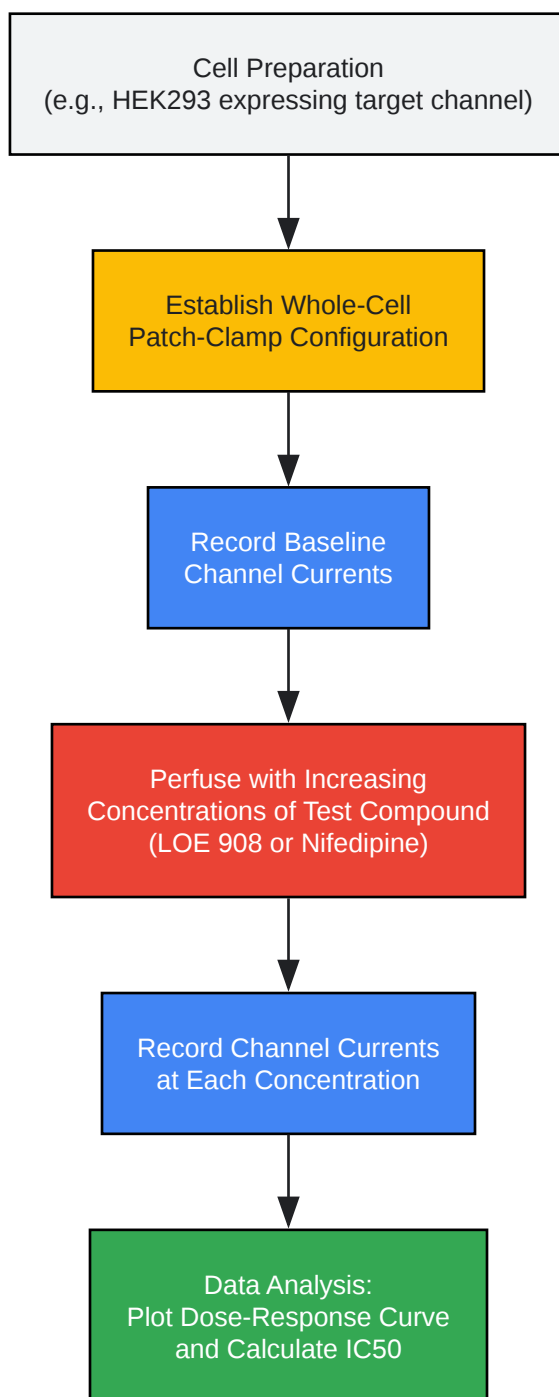 Cell Preparation
(e.g., HEK293 expressing target channel)
Establish Whole-Cell
Patch-Clamp Configuration
Record Baseline
Channel Currents
Perfuse with Increasing
Concentrations of Test Compound
(LOE 908 or Nifedipine)
Record Channel Currents
at Each Concentration
Data Analysis:
Plot Dose-Response Curve
and Calculate IC50